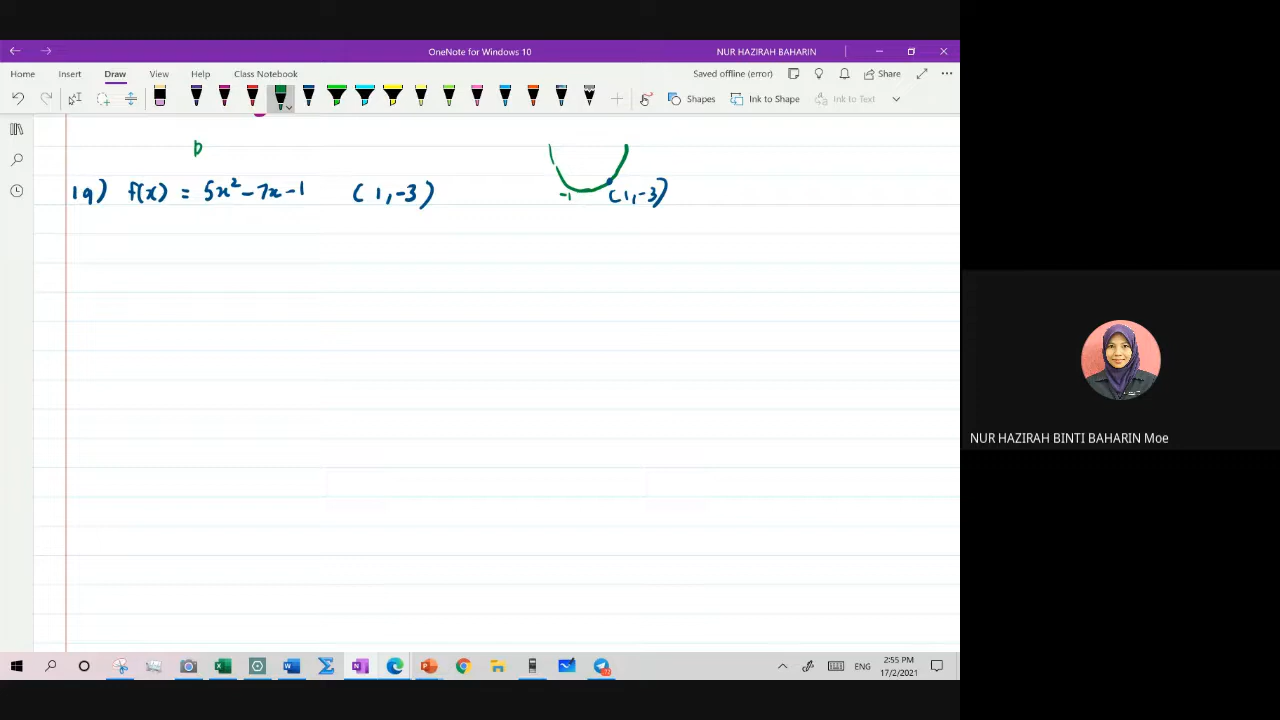 OneNote for Windows 10
NUR HAZIRAH BAHARIN
Home Insert Draw View Help Class Notebook
Saved offline (error) Share
Shapes Ink to Shape Ink to Text
19) f(x) = 5x² - 7x - 1 (1, -3)
-1 (1, -3)
NUR HAZIRAH BINTI BAHARIN Moe
ENG
2:55 PM
17/2/2021